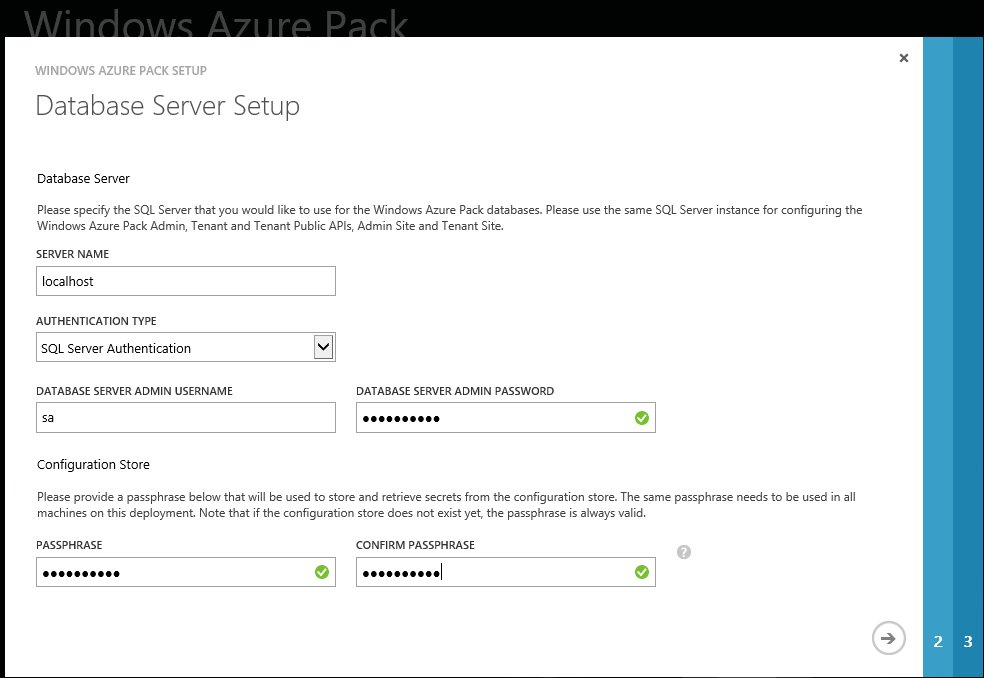 Windows Azure Pack
WINDOWS AZURE PACK SETUP
Database Server Setup
Database Server
Please specify the SQL Server that you would like to use for the Windows Azure Pack databases. Please use the same SQL Server instance for configuring the
Windows Azure Pack Admin, Tenant and Tenant Public APIs, Admin Site and Tenant Site.
SERVER NAME
localhost
AUTHENTICATION TYPE
SQL Server Authentication
DATABASE SERVER ADMIN USERNAME DATABASE SERVER ADMIN PASSWORD
sa ●●●●●●●●●●
Configuration Store
Please provide a passphrase below that will be used to store and retrieve secrets from the configuration store. The same passphrase needs to be used in all
machines on this deployment. Note that if the configuration store does not exist yet, the passphrase is always valid.
PASSPHRASE CONFIRM PASSPHRASE
●●●●●●●●●● ●●●●●●●●●● ?
2 3